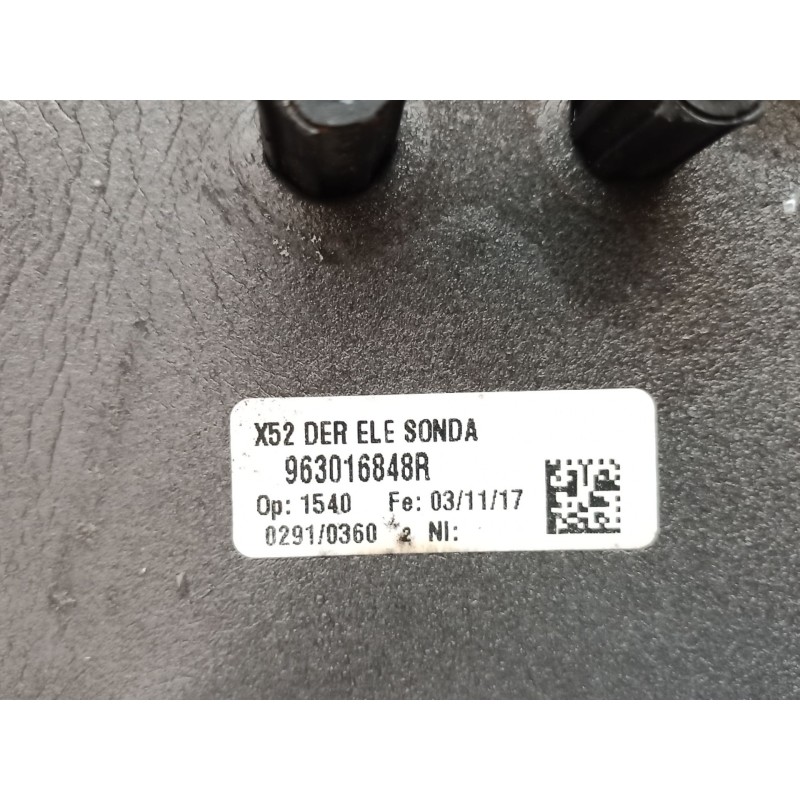 X52 DER ELE SONDA
963016848R
Op: 1540 Fe: 03/11/17
0291/0360 2 NI: